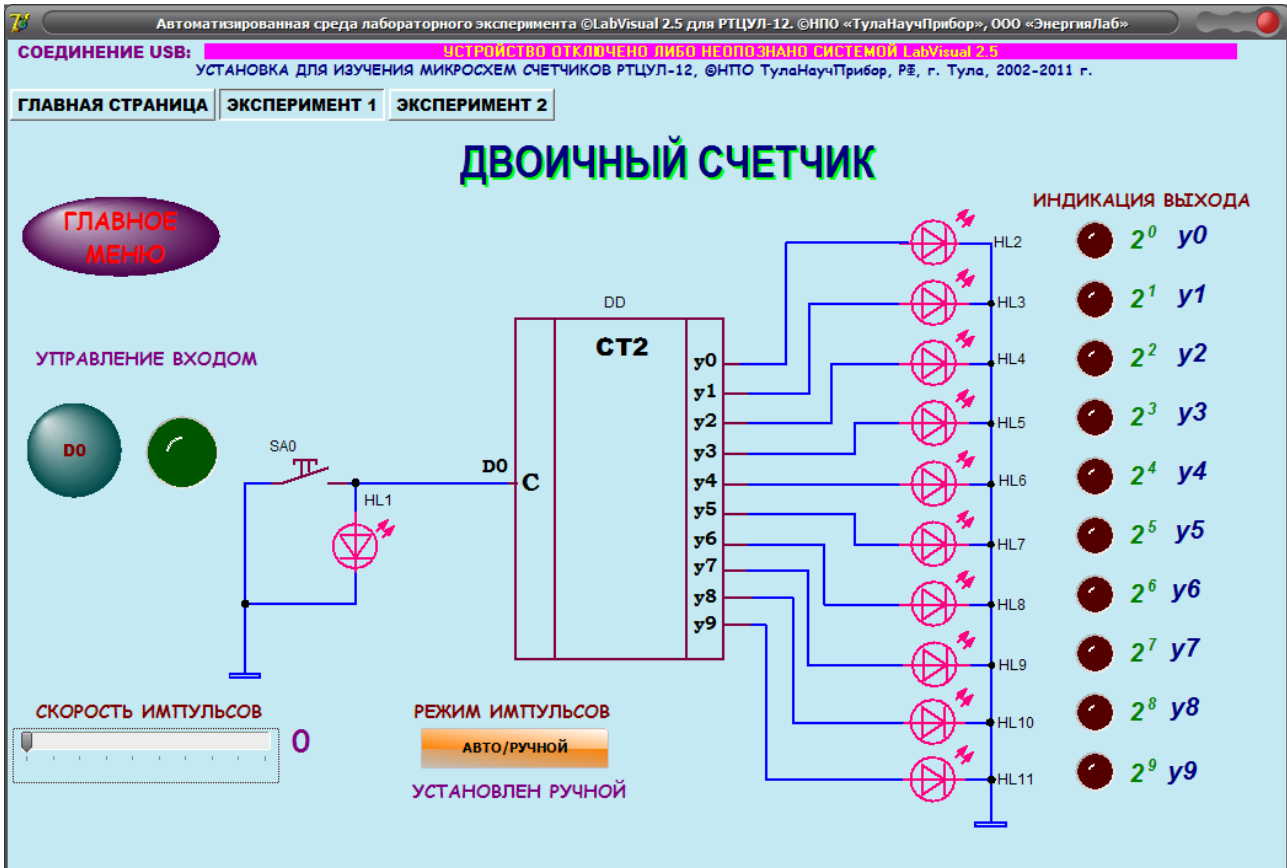 Автоматизированная среда лабораторного эксперимента ©LabVisual 2.5 для РТЦУЛ-12. ©НПО «ТулаНаучПрибор», ООО «ЭнергияЛаб»
СОЕДИНЕНИЕ USB: УСТРОЙСТВО ОТКЛЮЧЕНО ЛИБО НЕОПОЗНАНО СИСТЕМОЙ LabVisual 2.5
УСТАНОВКА ДЛЯ ИЗУЧЕНИЯ МИКРОСХЕМ СЧЕТЧИКОВ РТЦУЛ-12, ©НПО ТулаНаучПрибор, РФ, г. Тула, 2002-2011 г.
ГЛАВНАЯ СТРАНИЦА ЭКСПЕРИМЕНТ 1 ЭКСПЕРИМЕНТ 2
ДВОИЧНЫЙ СЧЕТЧИК
ГЛАВНОЕ
МЕНЮ
УПРАВЛЕНИЕ ВХОДОМ
D0
SA0
HL1
D0
C
DD
CT2
y0
y1
y2
y3
y4
y5
y6
y7
y8
y9
HL2
HL3
HL4
HL5
HL6
HL7
HL8
HL9
HL10
HL11
ИНДИКАЦИЯ ВЫХОДА
2⁰ y0
2¹ y1
2² y2
2³ y3
2⁴ y4
2⁵ y5
2⁶ y6
2⁷ y7
2⁸ y8
2⁹ y9
СКОРОСТЬ ИМПУЛЬСОВ
0
РЕЖИМ ИМПУЛЬСОВ
АВТО/РУЧНОЙ
УСТАНОВЛЕН РУЧНОЙ